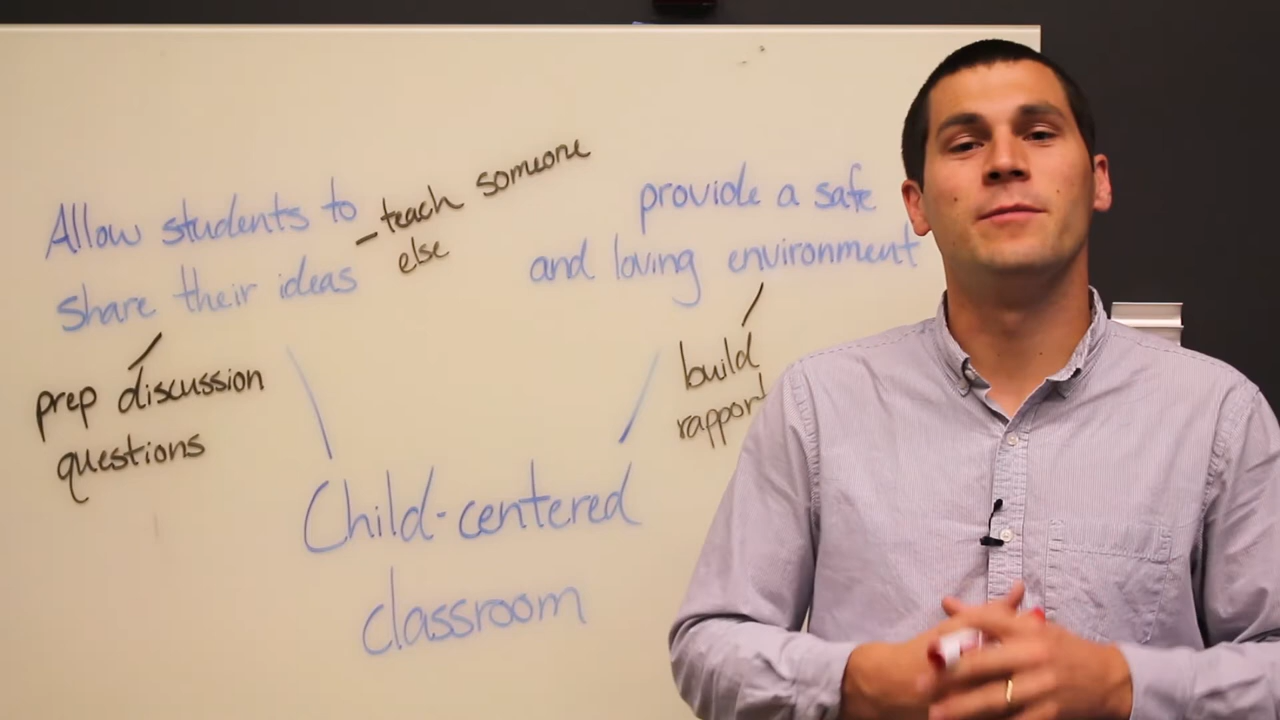 Allow students to
share their ideas
- teach someone
else
prep discussion
questions
provide a safe
and loving environment
build
rapport
Child-centered
classroom